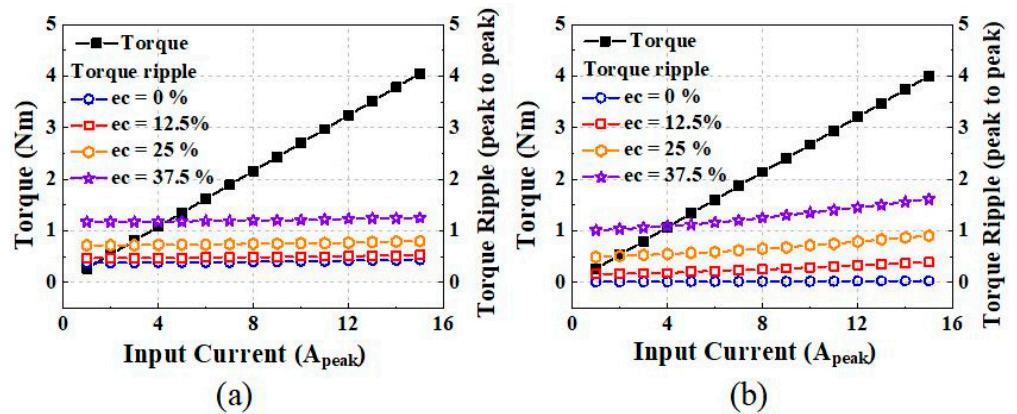 5
4
3
2
1
0
Torque (Nm)
Torque
Torque ripple
ec = 0 %
ec = 12.5%
ec = 25 %
ec = 37.5 %
5
4
3
2
1
0
Torque Ripple (peak to peak)
0 4 8 12 16
Input Current (Apeak)
(a)
5
4
3
2
1
0
Torque (Nm)
Torque
Torque ripple
ec = 0 %
ec = 12.5%
ec = 25 %
ec = 37.5 %
5
4
3
2
1
0
Torque Ripple (peak to peak)
0 4 8 12 16
Input Current (Apeak)
(b)